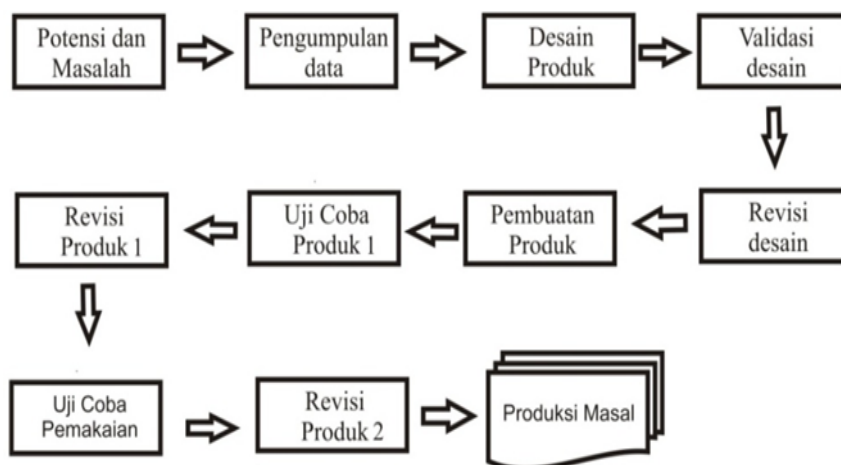 Potensi dan
Masalah
Pengumpulan
data
Desain
Produk
Validasi
desain
Revisi
desain
Pembuatan
Produk
Uji Coba
Produk 1
Revisi
Produk 1
Uji Coba
Pemakaian
Revisi
Produk 2
Produksi Masal